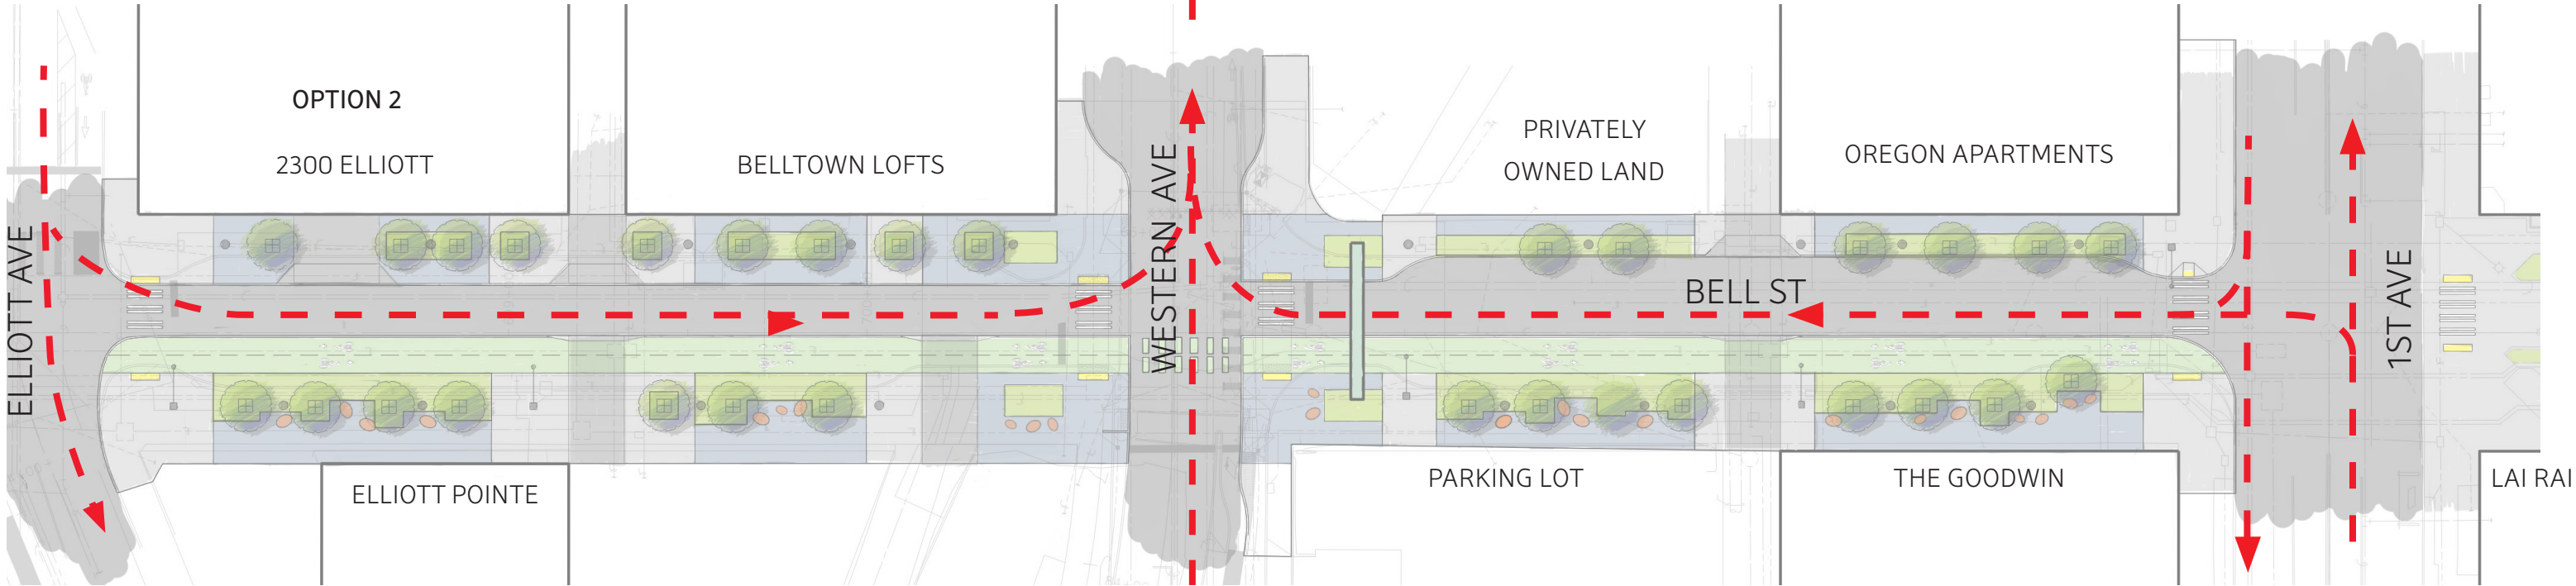 OPTION 2
2300 ELLIOTT
BELLTOWN LOFTS
PRIVATELY
OWNED LAND
OREGON APARTMENTS
ELLIOTT AVE
WESTERN AVE
BELL ST
1ST AVE
ELLIOTT POINTE
PARKING LOT
THE GOODWIN
LAI RAI